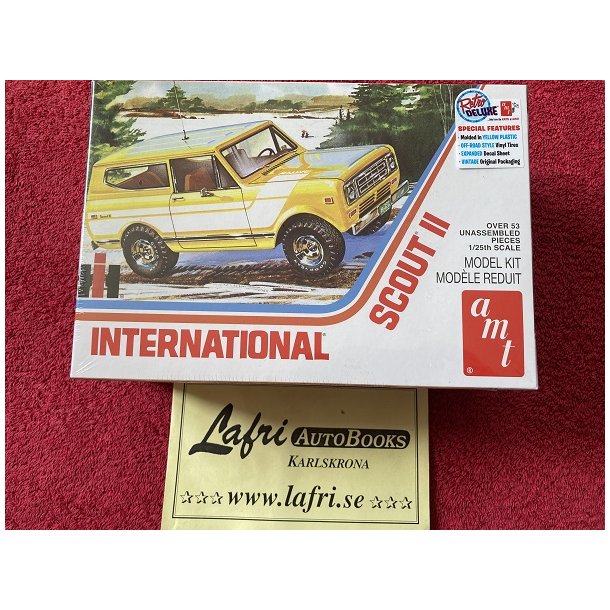 Retro
DELUXE
amt
SPECIAL FEATURES
• Molded in YELLOW PLASTIC
• OFF-ROAD STYLE Vinyl Tires
• EXPANDED Decal Sheet
• VINTAGE Original Packaging
OVER 53
UNASSEMBLED
PIECES
1/25th SCALE
MODEL KIT
MODÈLE REDUIT
amt
®
SCOUT II
INTERNATIONAL®
Lafri AUTOBOOKS
KARLSKRONA
☆☆☆ www.lafri.se ☆☆☆